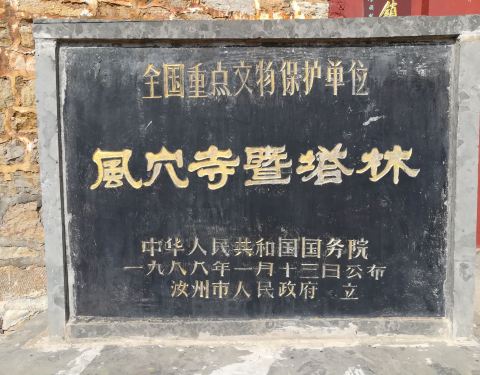 全国重点文物保护单位
風穴寺暨塔林
中华人民共和国国务院
一九八八年一月十三日公布
汝州市人民政府 立